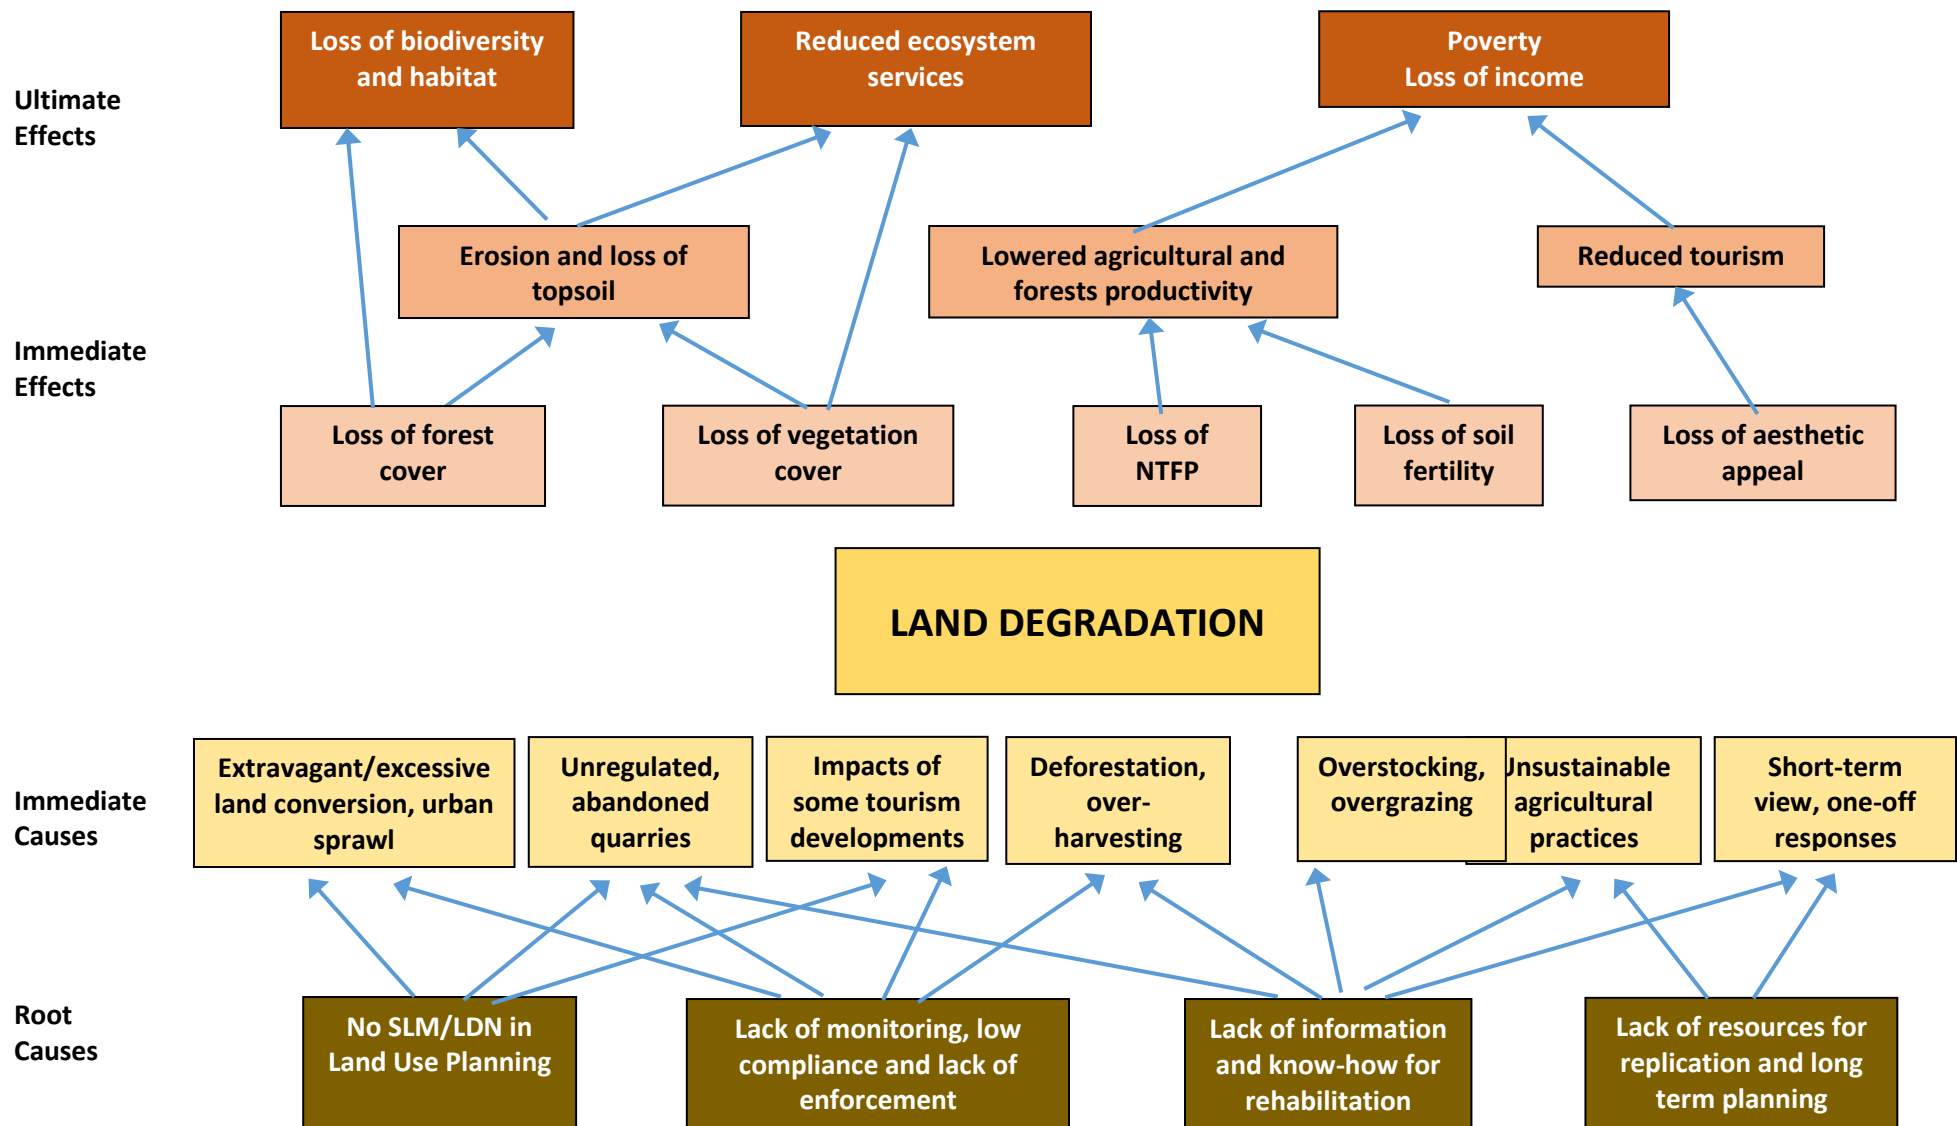 Ultimate
Effects
Loss of biodiversity
and habitat
Reduced ecosystem
services
Poverty
Loss of income
Erosion and loss of
topsoil
Lowered agricultural and
forests productivity
Reduced tourism
Immediate
Effects
Loss of forest
cover
Loss of vegetation
cover
Loss of
NTFP
Loss of soil
fertility
Loss of aesthetic
appeal
LAND DEGRADATION
Immediate
Causes
Extravagant/excessive
land conversion, urban
sprawl
Unregulated,
abandoned
quarries
Impacts of
some tourism
developments
Deforestation,
over-
harvesting
Overstocking,
overgrazing
Unsustainable
agricultural
practices
Short-term
view, one-off
responses
Root
Causes
No SLM/LDN in
Land Use Planning
Lack of monitoring, low
compliance and lack of
enforcement
Lack of information
and know-how for
rehabilitation
Lack of resources for
replication and long
term planning